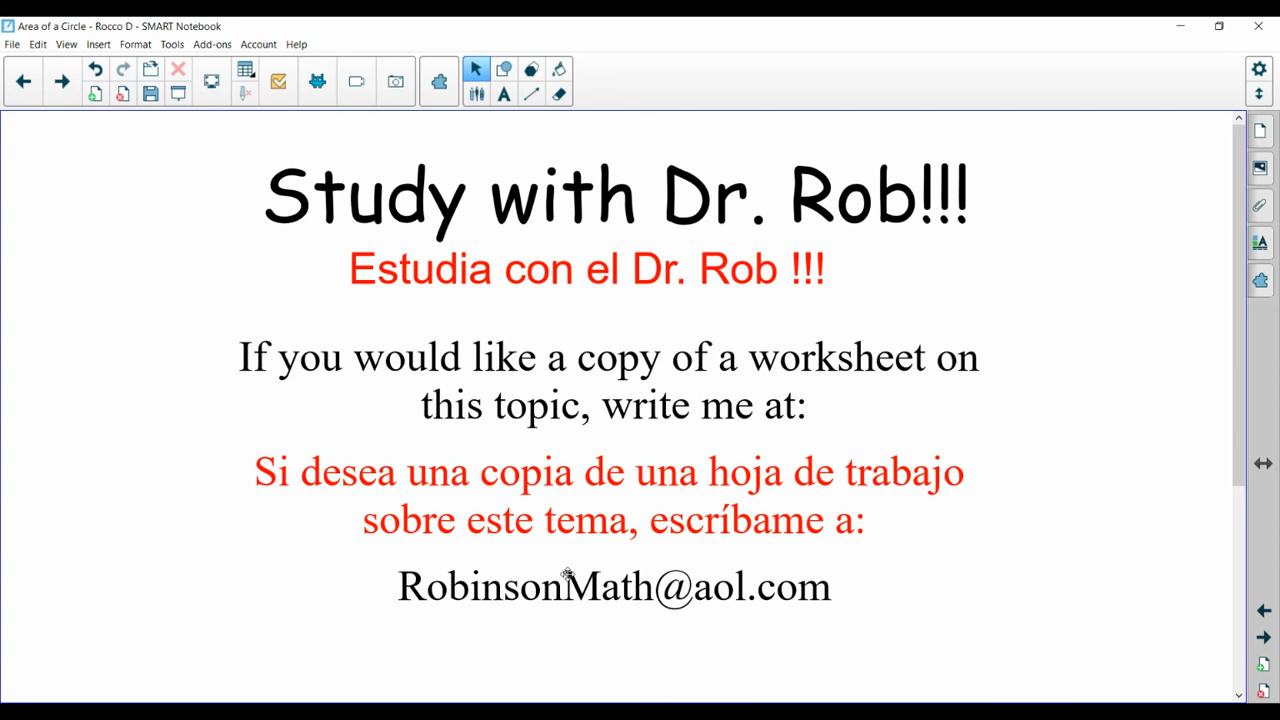 Area of a Circle - Rocco D - SMART Notebook
File Edit View Insert Format Tools Add-ons Account Help
Study with Dr. Rob!!!
Estudia con el Dr. Rob !!!
If you would like a copy of a worksheet on
this topic, write me at:
Si desea una copia de una hoja de trabajo
sobre este tema, escríbame a:
RobinsonMath@aol.com